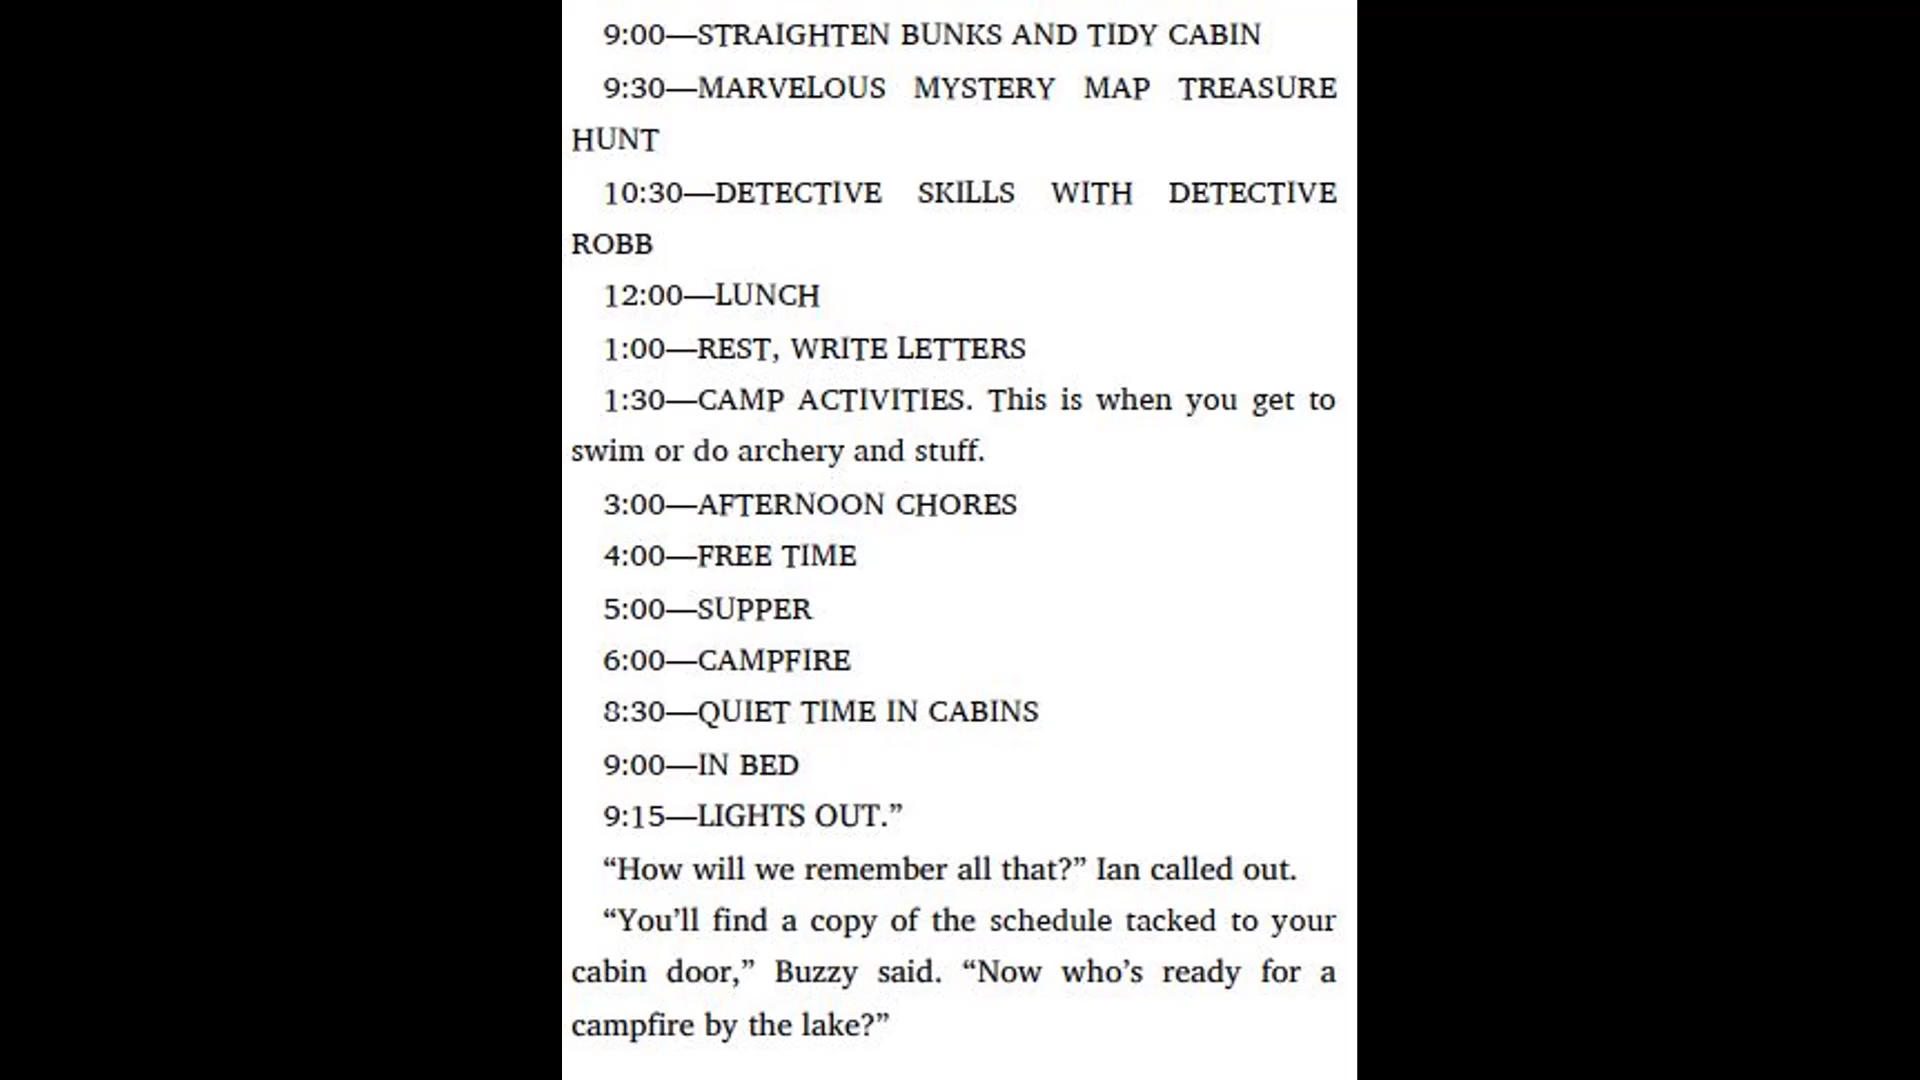 9:00—STRAIGHTEN BUNKS AND TIDY CABIN
9:30—MARVELOUS MYSTERY MAP TREASURE
HUNT
10:30—DETECTIVE SKILLS WITH DETECTIVE
ROBB
12:00—LUNCH
1:00—REST, WRITE LETTERS
1:30—CAMP ACTIVITIES. This is when you get to
swim or do archery and stuff.
3:00—AFTERNOON CHORES
4:00—FREE TIME
5:00—SUPPER
6:00—CAMPFIRE
8:30—QUIET TIME IN CABINS
9:00—IN BED
9:15—LIGHTS OUT.”
“How will we remember all that?” Ian called out.
“You’ll find a copy of the schedule tacked to your
cabin door,” Buzzy said. “Now who’s ready for a
campfire by the lake?”